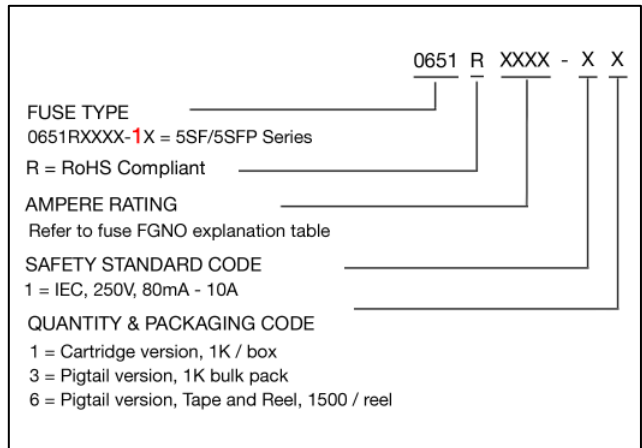 0651 R XXXX - X X
FUSE TYPE
0651RXXXX-1X = 5SF/5SFP Series
R = RoHS Compliant
AMPERE RATING
Refer to fuse FGNO explanation table
SAFETY STANDARD CODE
1 = IEC, 250V, 80mA - 10A
QUANTITY & PACKAGING CODE
1 = Cartridge version, 1K / box
3 = Pigtail version, 1K bulk pack
6 = Pigtail version, Tape and Reel, 1500 / reel